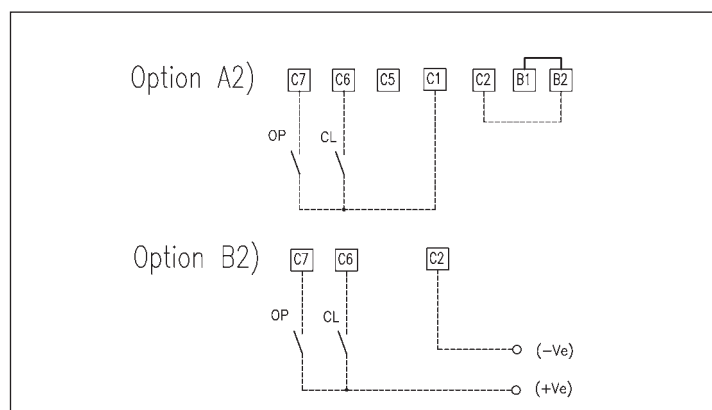 Option A2) C7 C6 C5 C1 C2 B1 B2
OP CL
Option B2) C7 C6 C2
OP CL
(-Ve)
(+Ve)